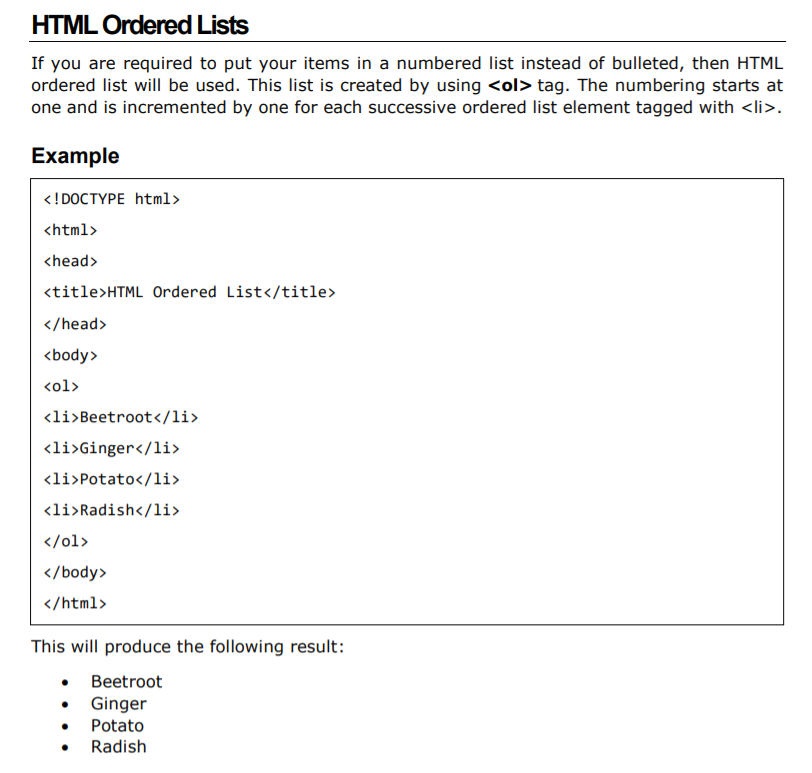 HTML Ordered Lists
If you are required to put your items in a numbered list instead of bulleted, then HTML
ordered list will be used. This list is created by using <ol> tag. The numbering starts at
one and is incremented by one for each successive ordered list element tagged with <li>.
Example
<!DOCTYPE html>
<html>
<head>
<title>HTML Ordered List</title>
</head>
<body>
<ol>
<li>Beetroot</li>
<li>Ginger</li>
<li>Potato</li>
<li>Radish</li>
</ol>
</body>
</html>
This will produce the following result:
• Beetroot
• Ginger
• Potato
• Radish